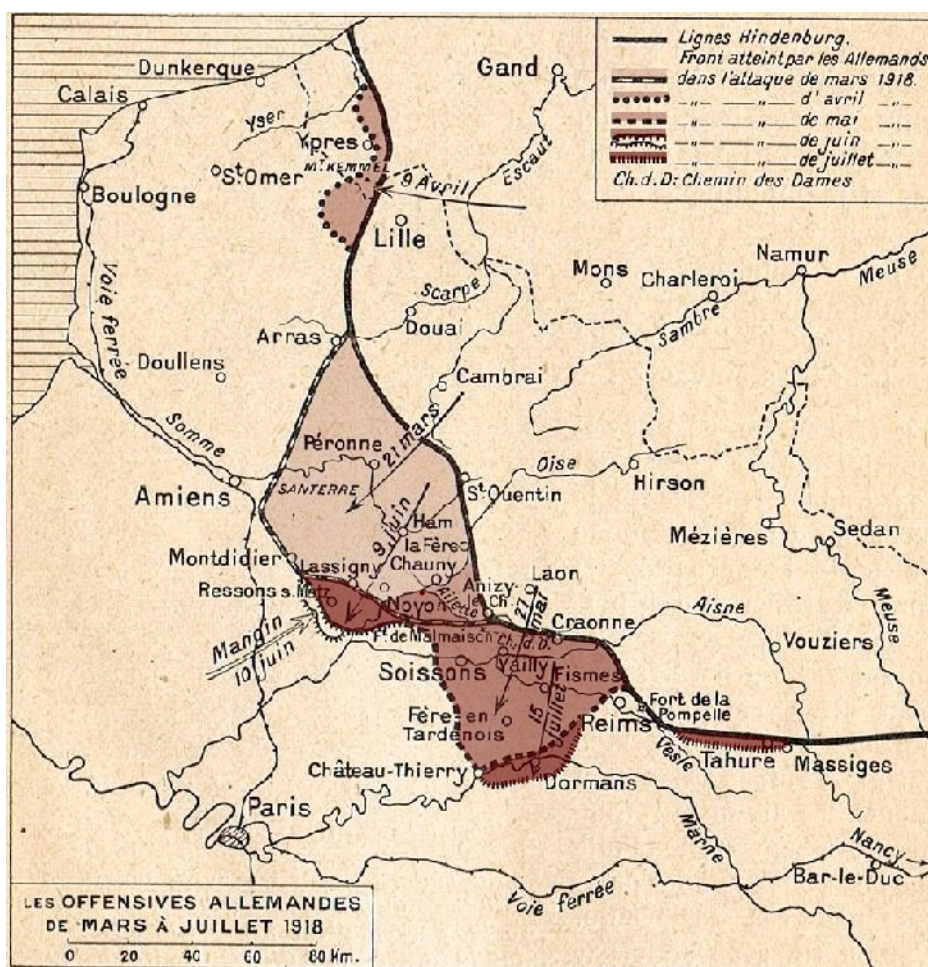 Lignes Hindenburg.
Front atteint par les Allemands
dans l'attaque de mars 1918.
„ — „ — d'avril „
„ — „ — de mai „
„ — „ — de juin „
„ — „ — de juillet „
Ch.d.D: Chemin des Dames
Dunkerque
Calais
Gand
Yser
Ypres
Mt KEMMEL
St Omer
Escaut
Boulogne
9 Avril
Lille
Namur
Mons
Charleroi
Meuse
Voie ferrée
Scarpe
Sambre
Douai
Arras
Doullens
Cambrai
Somme
21 mars
Péronne
Oise
SANTERRE
St Quentin
Hirson
Amiens
9 juin
Ham
Mézières
Sedan
la Fère
Montdidier
Lassigny
Chauny
Laon
Anizy
le Ch.
Ressons s. Matz
Noyon
Ailette
27 mai
Aisne
Meuse
Craonne
Mangin
10 juin
Ft de Malmaison
Ch. d. D.
Vouziers
Soissons
Vailly
Fismes
15 Juillet
Fort de la
Pompelle
Fère en
Tardenois
Reims
Vesle
Tahure
Massiges
Château-Thierry
Dormans
Paris
Marne
Nancy
Bar-le-Duc
Voie ferrée
LES OFFENSIVES ALLEMANDES
DE MARS À JUILLET 1918
0 20 40 60 80 Km.